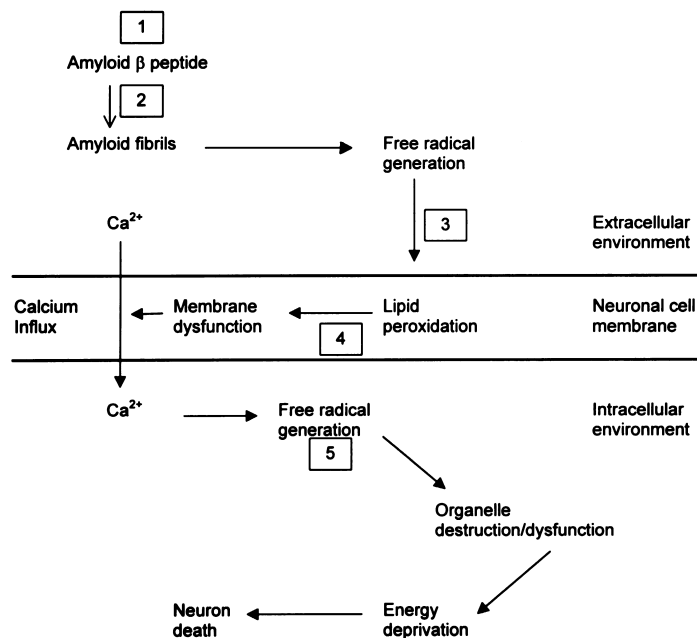 1
Amyloid β peptide
2
Amyloid fibrils
Free radical
generation
3
Ca²⁺
Extracellular
environment
Calcium
Influx
Membrane
dysfunction
Lipid
peroxidation
4
Neuronal cell
membrane
Ca²⁺
Free radical
generation
5
Intracellular
environment
Organelle
destruction/dysfunction
Neuron
death
Energy
deprivation